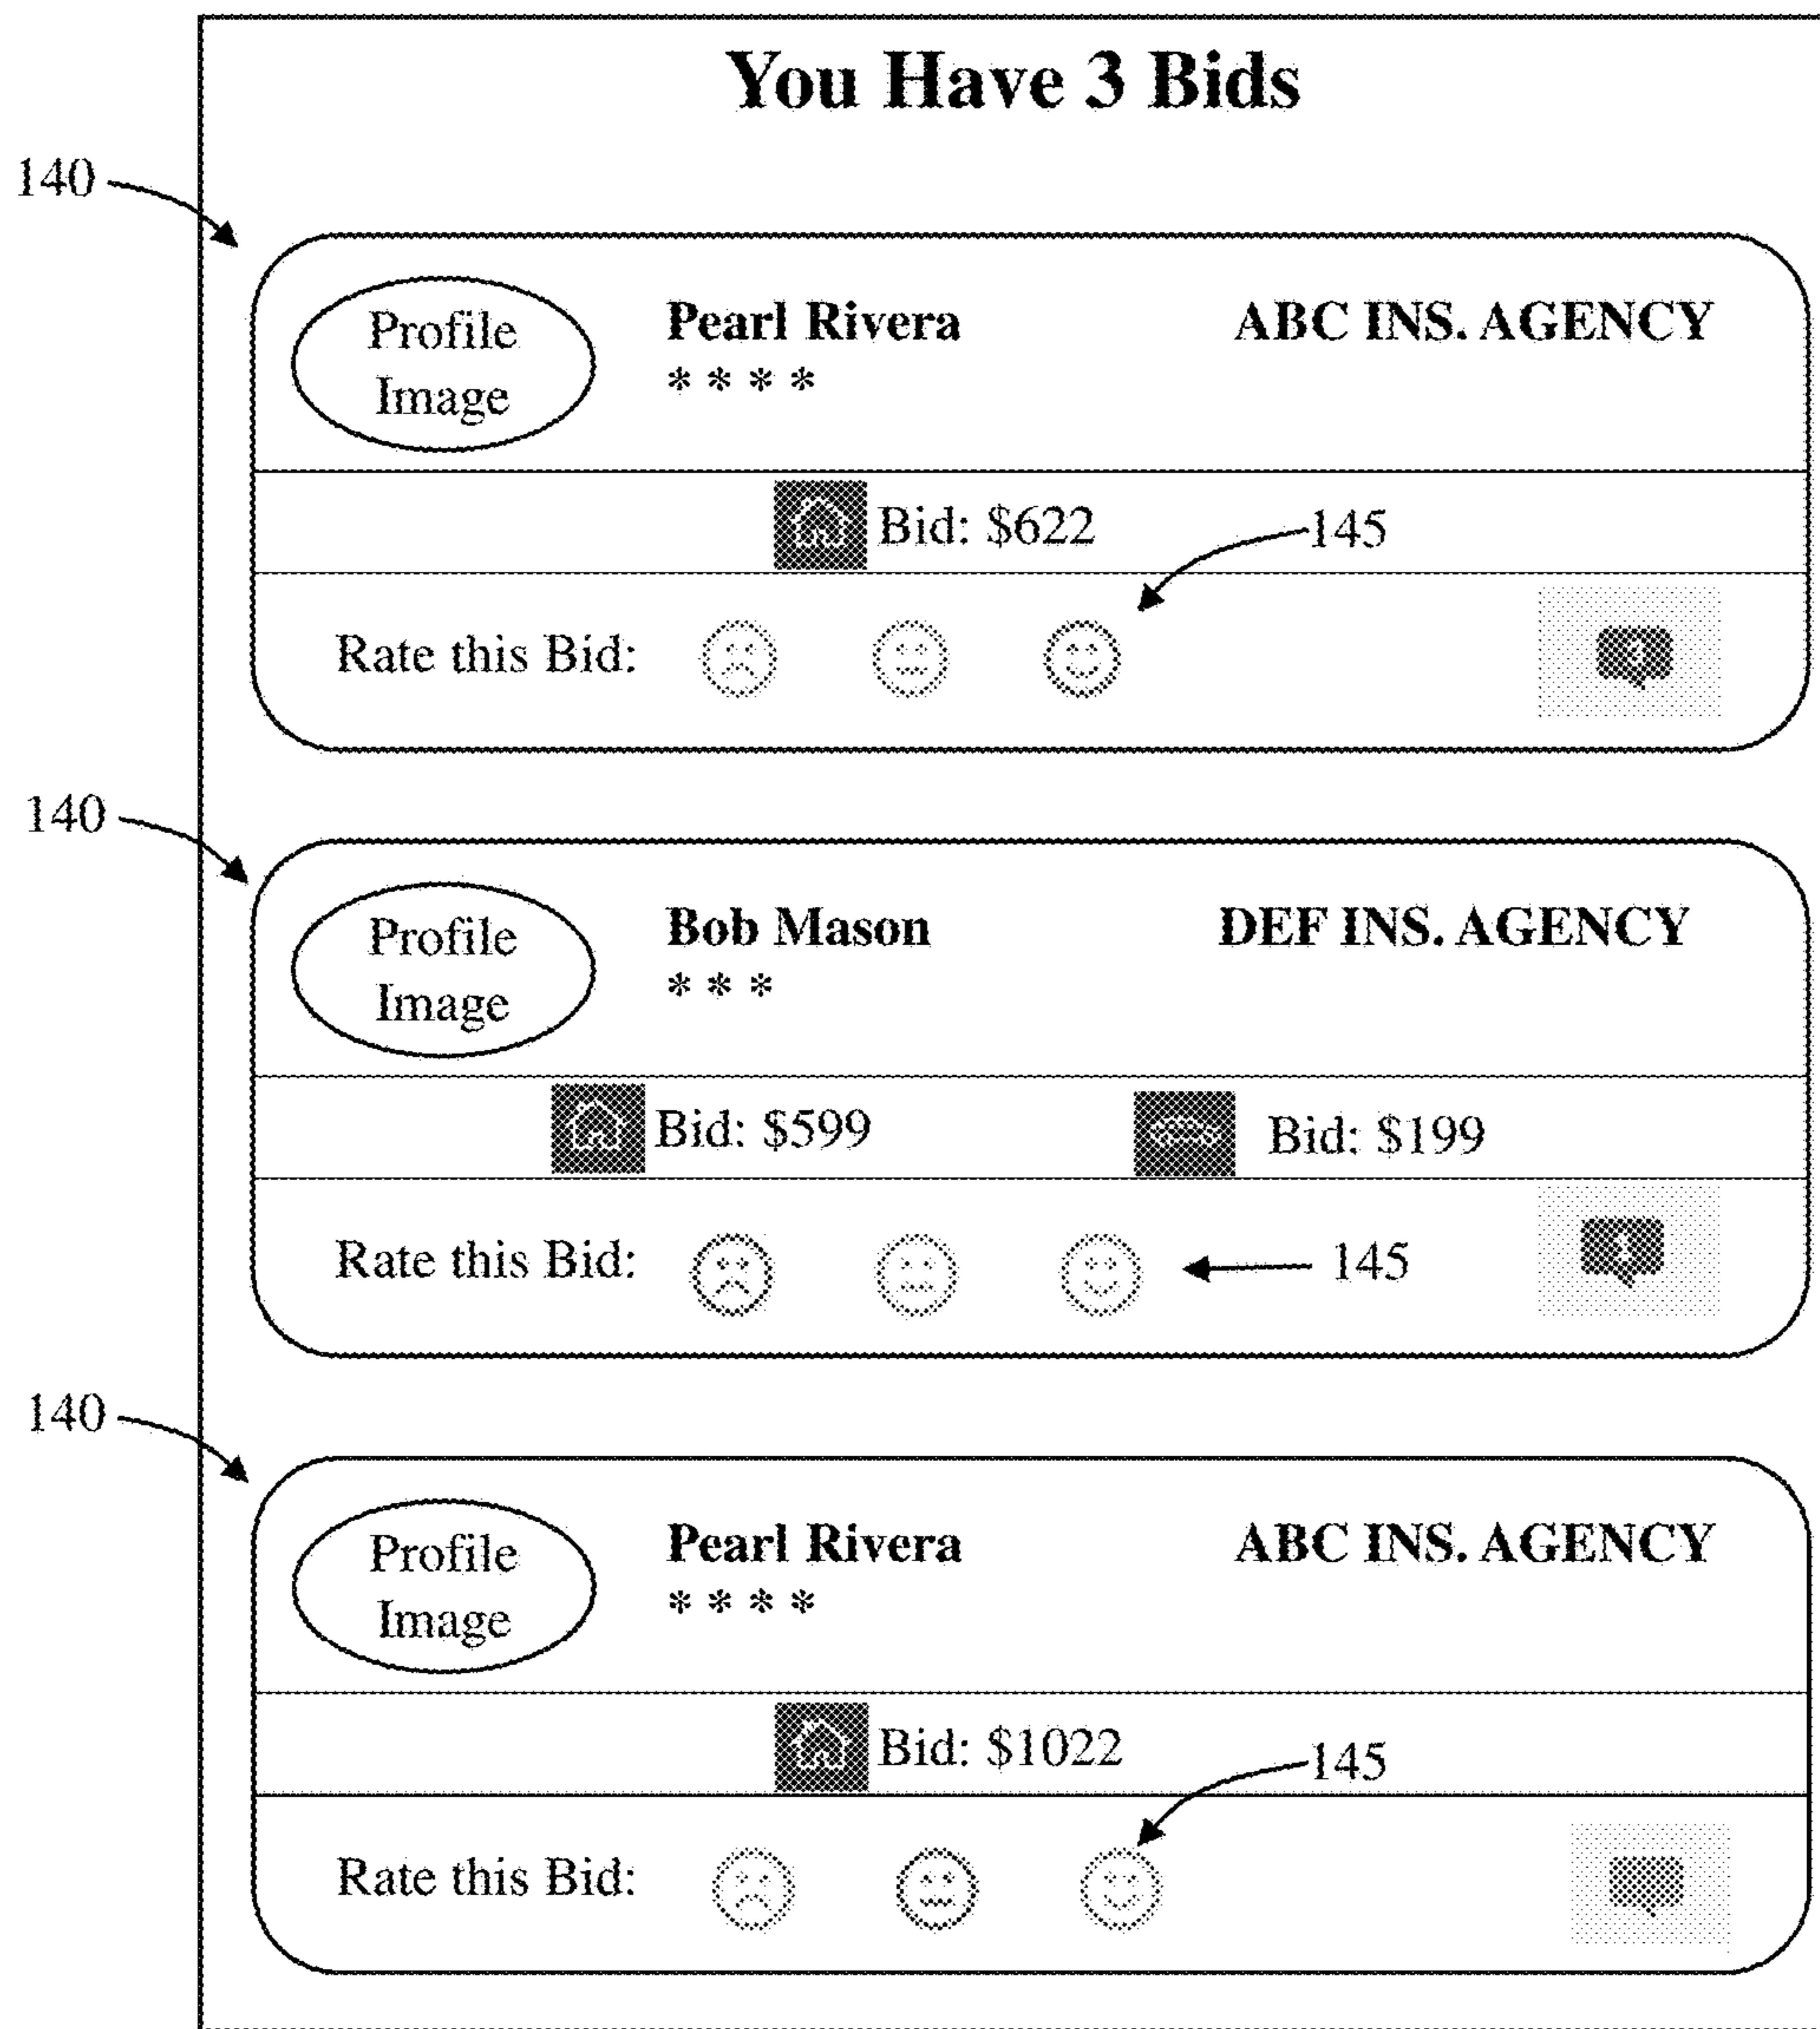 You Have 3 Bids
140
Profile Image
Pearl Rivera
ABC INS. AGENCY
* * * *
Bid: $622
145
Rate this Bid:
3
140
Profile Image
Bob Mason
DEF INS. AGENCY
* * *
Bid: $599
Bid: $199
Rate this Bid:
145
1
140
Profile Image
Pearl Rivera
ABC INS. AGENCY
* * * *
Bid: $1022
145
Rate this Bid: